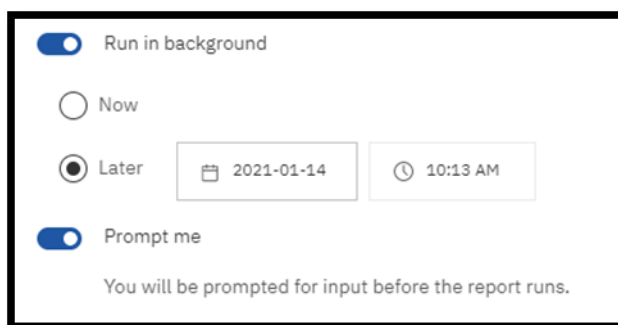 Run in background
Now
Later 2021-01-14 10:13 AM
Prompt me
You will be prompted for input before the report runs.